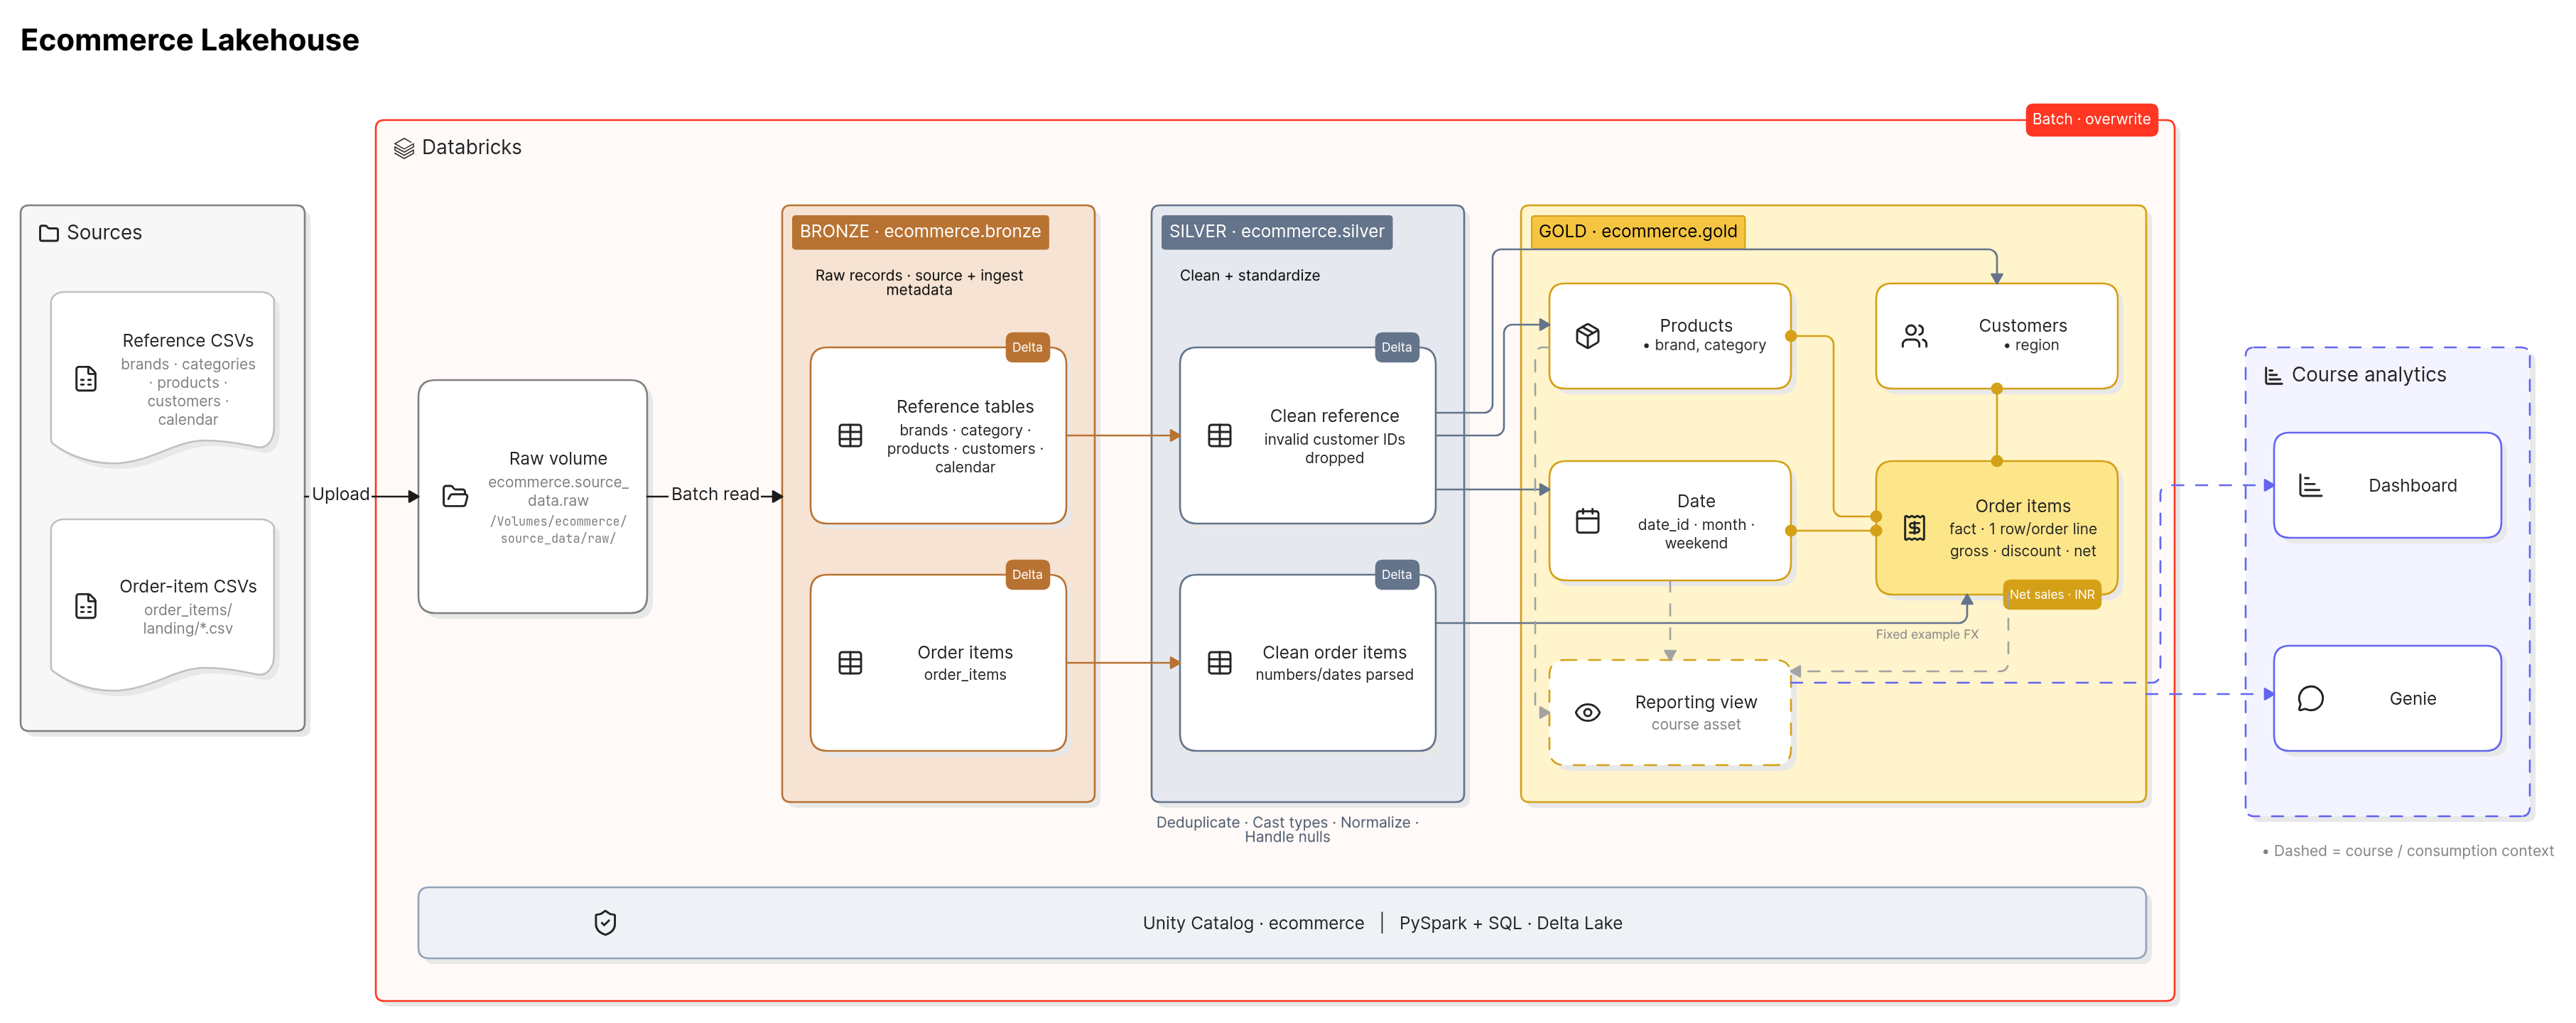 Ecommerce Lakehouse
Batch · overwrite
Databricks
Sources
Reference CSVs
brands · categories
· products ·
customers ·
calendar
Order-item CSVs
order_items/
landing/*.csv
Upload
Raw volume
ecommerce.source_
data.raw
/Volumes/ecommerce/
source_data/raw/
Batch read
BRONZE · ecommerce.bronze
Raw records · source + ingest
metadata
Delta
Reference tables
brands · category ·
products · customers ·
calendar
Delta
Order items
order_items
SILVER · ecommerce.silver
Clean + standardize
Delta
Clean reference
invalid customer IDs
dropped
Delta
Clean order items
numbers/dates parsed
Deduplicate · Cast types · Normalize ·
Handle nulls
GOLD · ecommerce.gold
Products
• brand, category
Customers
• region
Date
date_id · month ·
weekend
Order items
fact · 1 row/order line
gross · discount · net
Net sales · INR
Fixed example FX
Reporting view
course asset
Course analytics
Dashboard
Genie
• Dashed = course / consumption context
Unity Catalog · ecommerce | PySpark + SQL · Delta Lake